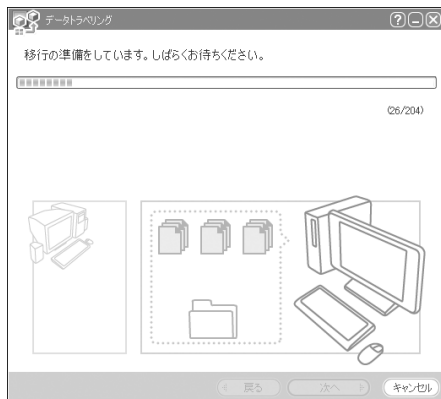 データトラベリング
移行の準備をしています。しばらくお待ちください。
(26/204)
戻る 次へ キャンセル